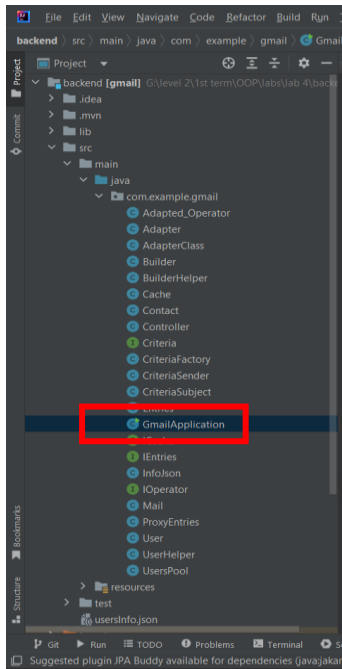 File Edit View Navigate Code Refactor Build Run
backend src main java com example gmail Gmai
Project
Project
backend [gmail] G:\level 2\1st term\OOP\labs\lab 4\backe
.idea
.mvn
lib
src
main
java
com.example.gmail
Adapted_Operator
Adapter
AdapterClass
Builder
BuilderHelper
Cache
Contact
Controller
Criteria
CriteriaFactory
CriteriaSender
CriteriaSubject
Entries
GmailApplication
IEntries
InfoJson
IOperator
Mail
ProxyEntries
User
UserHelper
UsersPool
resources
test
usersInfo.json
Commit
Bookmarks
Structure
Git Run TODO Problems Terminal S
Suggested plugin JPA Buddy available for dependencies (java:jakar